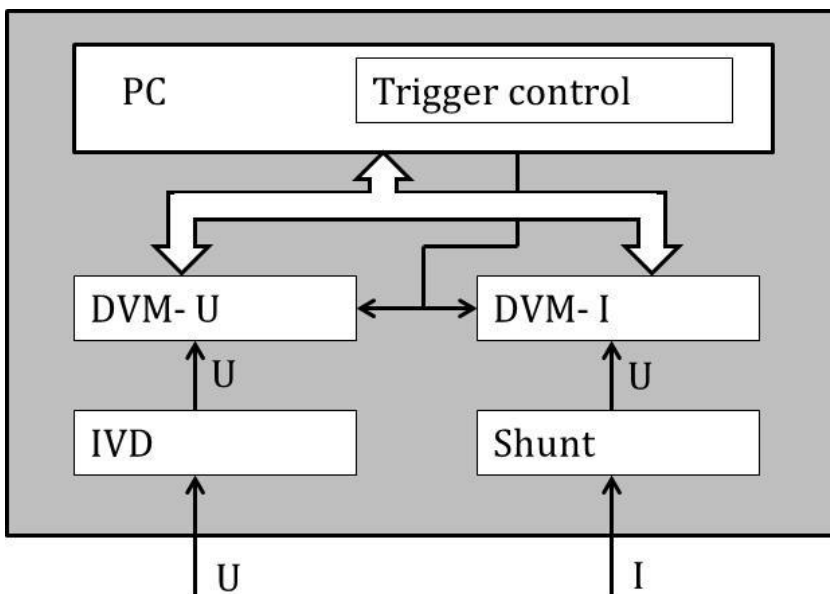 PC
Trigger control
DVM- U
DVM- I
U
U
IVD
Shunt
U
I